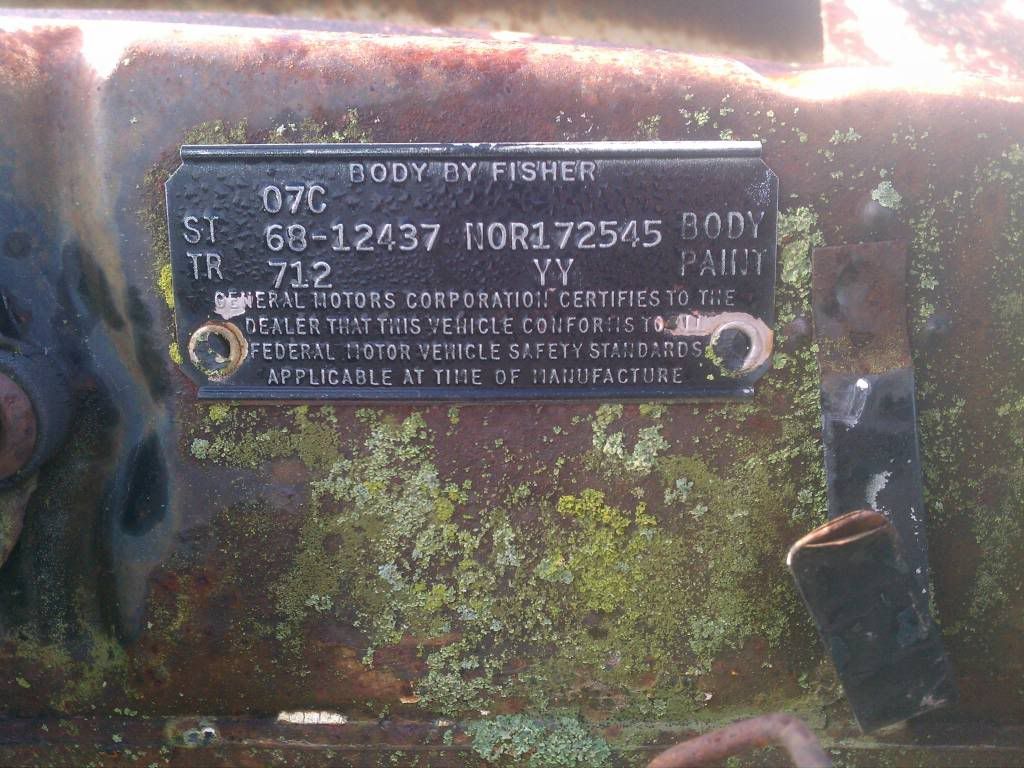 BODY BY FISHER
07C
ST 68-12437 NOR172545 BODY
TR 712 YY PAINT
GENERAL MOTORS CORPORATION CERTIFIES TO THE
DEALER THAT THIS VEHICLE CONFORMS TO ALL
FEDERAL MOTOR VEHICLE SAFETY STANDARDS
APPLICABLE AT TIME OF MANUFACTURE